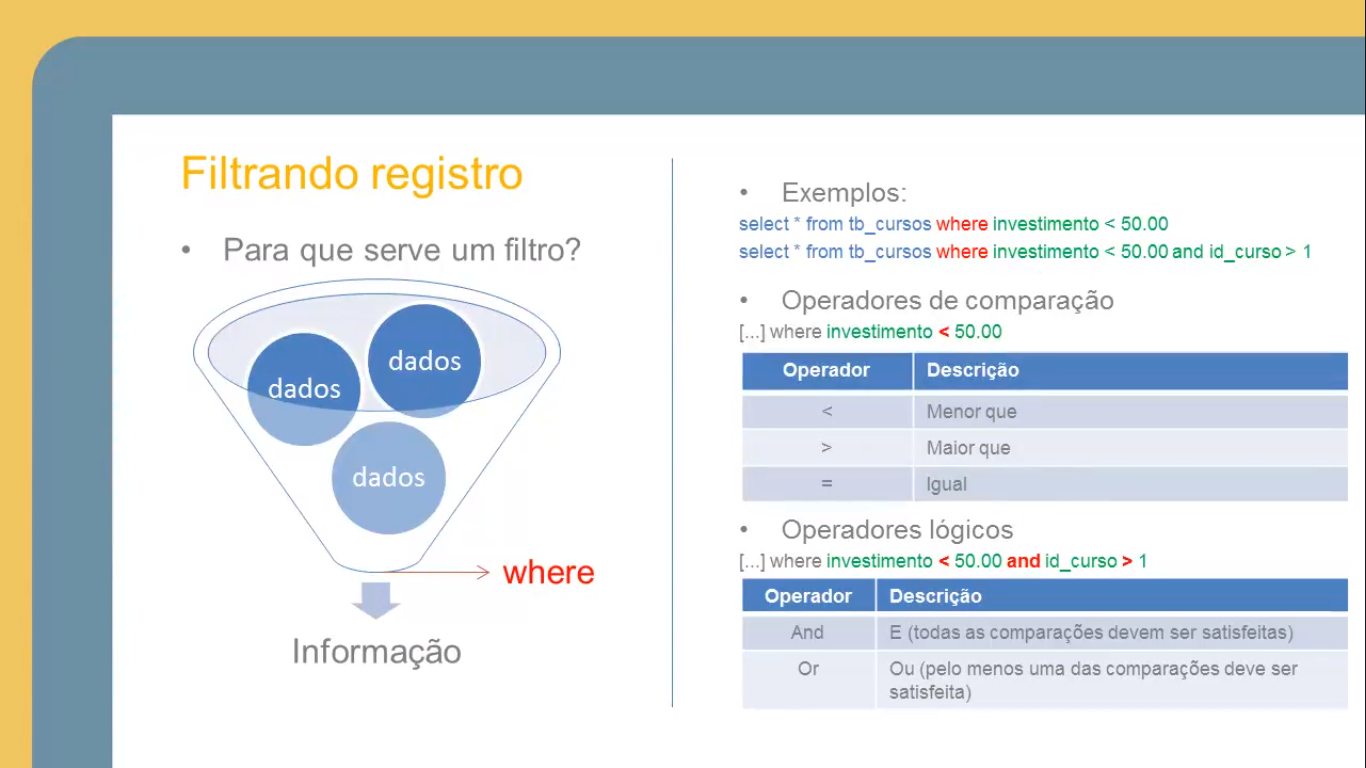 Filtrando registro
• Para que serve um filtro?
dados
dados
dados
where
Informação
• Exemplos:
select * from tb_cursos where investimento < 50.00
select * from tb_cursos where investimento < 50.00 and id_curso > 1
• Operadores de comparação
[...] where investimento < 50.00
Operador Descrição
< Menor que
> Maior que
= Igual
• Operadores lógicos
[...] where investimento < 50.00 and id_curso > 1
Operador Descrição
And E (todas as comparações devem ser satisfeitas)
Or Ou (pelo menos uma das comparações deve ser
satisfeita)